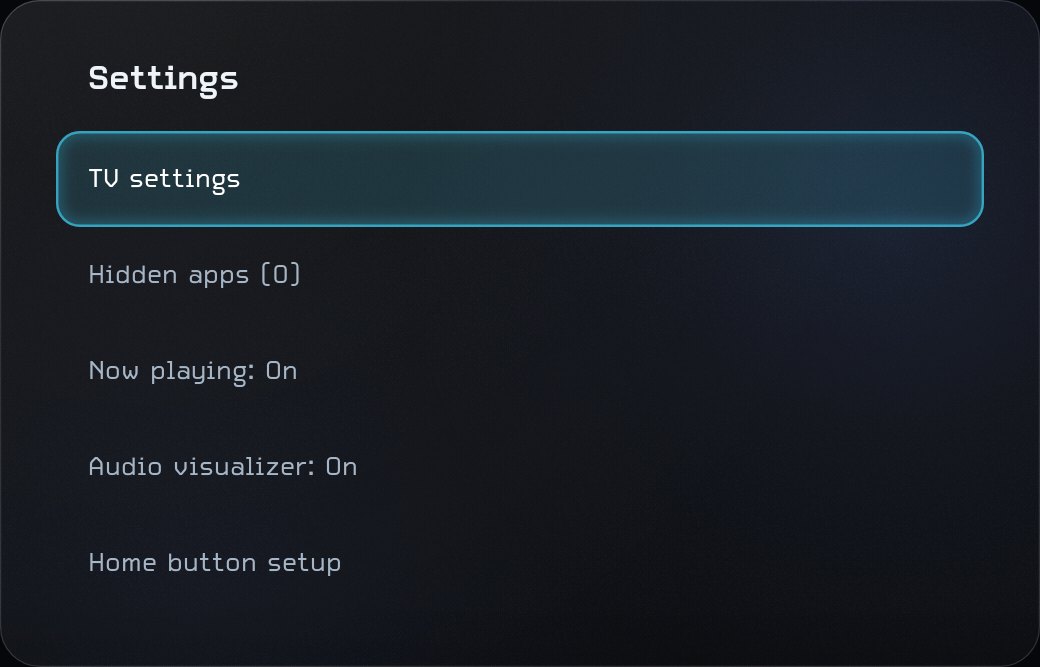 Settings
TV settings
Hidden apps (0)
Now playing: On
Audio visualizer: On
Home button setup